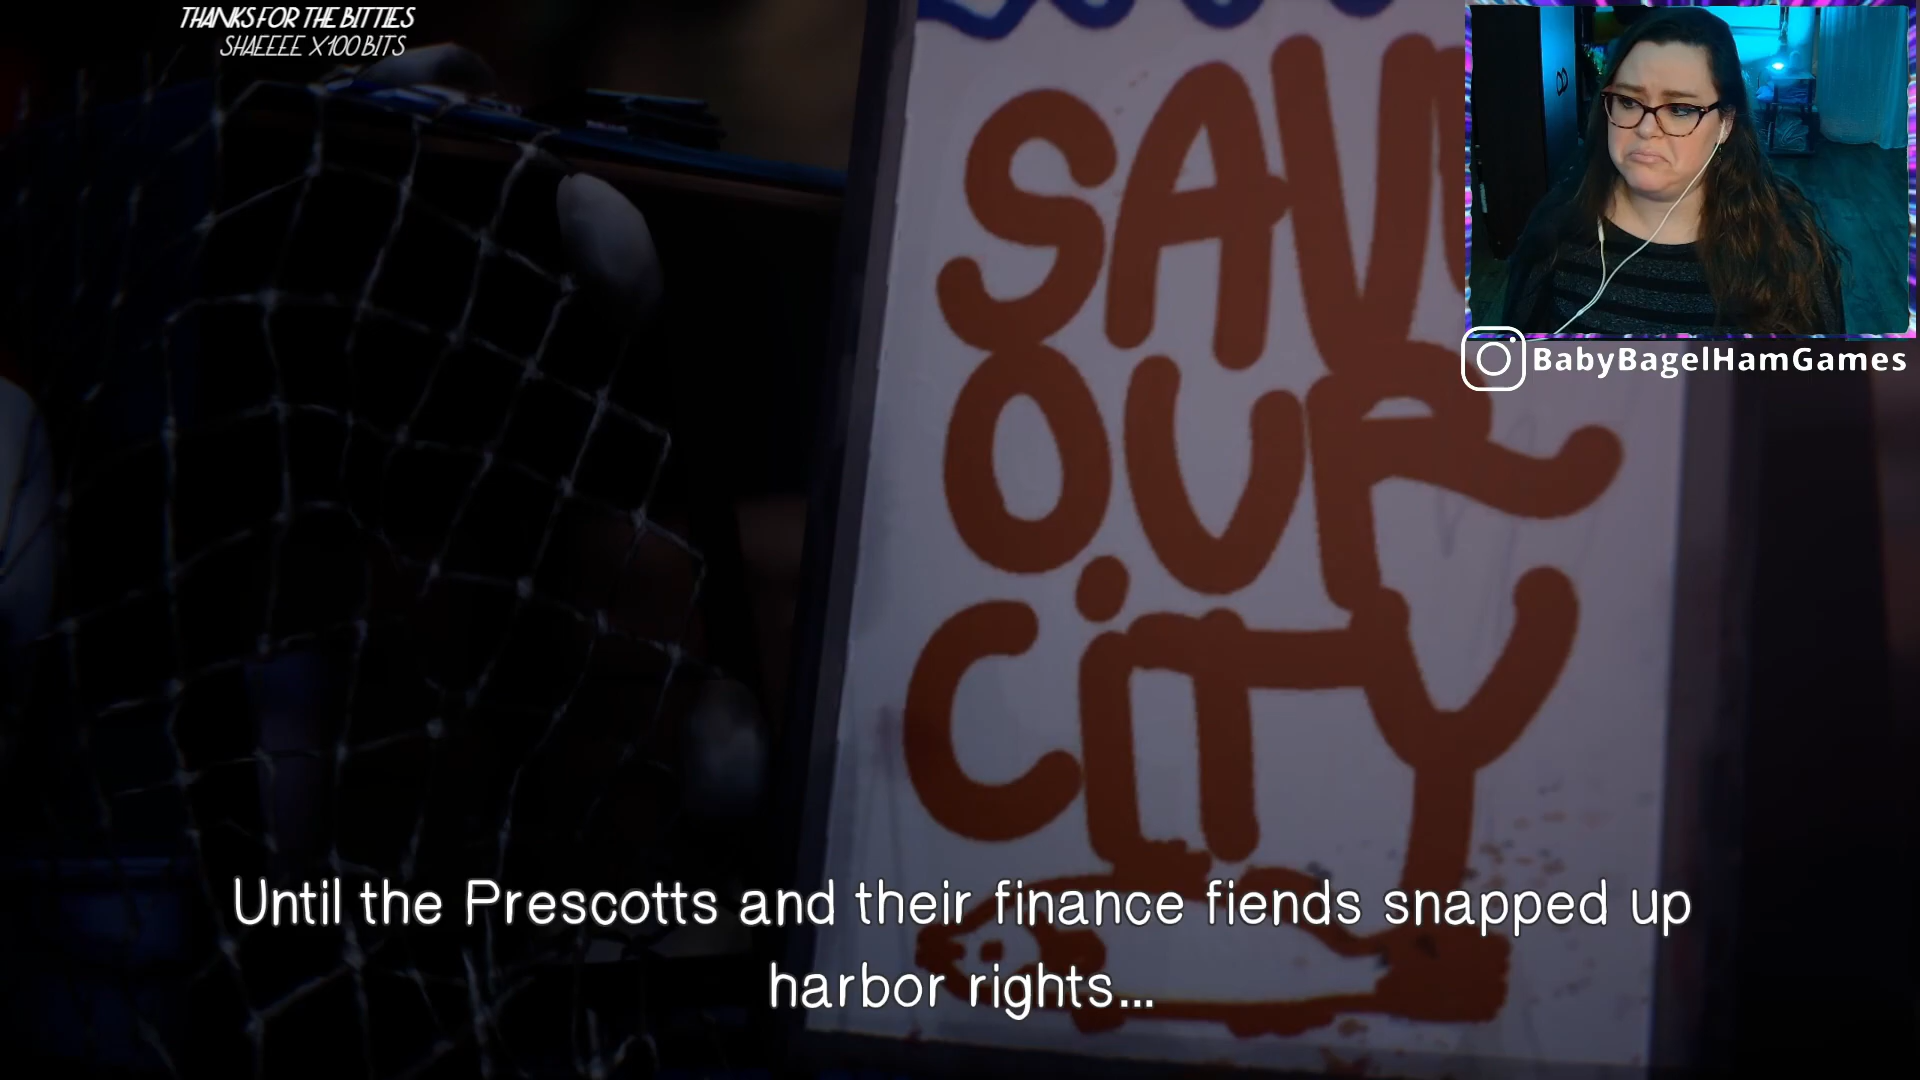 THANKS FOR THE BITTIES
SHAEEEE X100 BITS
SAV
OUR
CITY
BabyBagelHamGames
Until the Prescotts and their finance fiends snapped up
harbor rights...